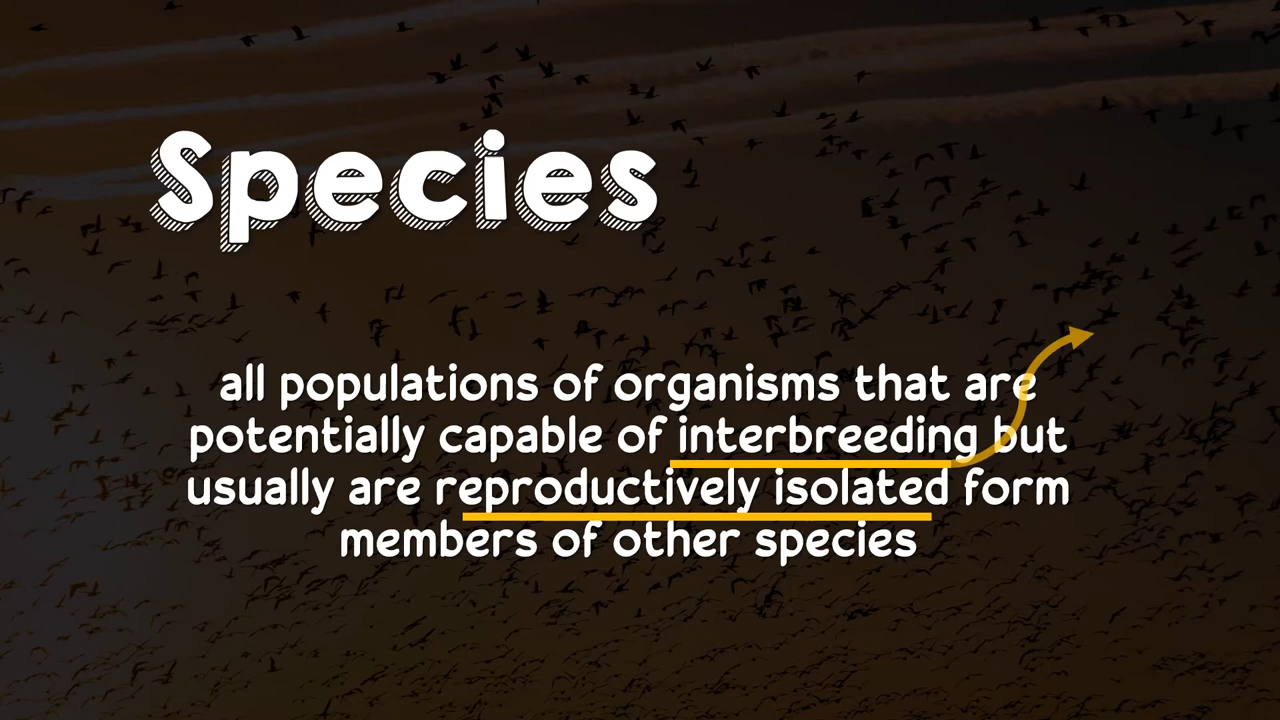 Species
all populations of organisms that are
potentially capable of interbreeding but
usually are reproductively isolated form
members of other species